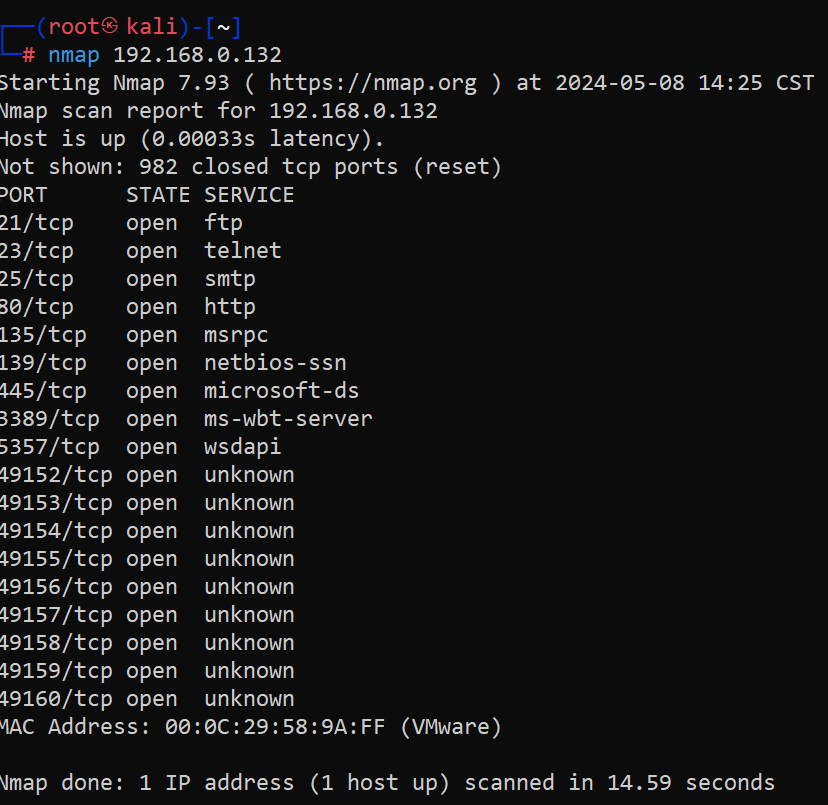 ┌──(root㉿kali)-[~]
└─# nmap 192.168.0.132
Starting Nmap 7.93 ( https://nmap.org ) at 2024-05-08 14:25 CST
Nmap scan report for 192.168.0.132
Host is up (0.00033s latency).
Not shown: 982 closed tcp ports (reset)
PORT      STATE SERVICE
21/tcp    open  ftp
23/tcp    open  telnet
25/tcp    open  smtp
80/tcp    open  http
135/tcp   open  msrpc
139/tcp   open  netbios-ssn
445/tcp   open  microsoft-ds
3389/tcp  open  ms-wbt-server
5357/tcp  open  wsdapi
49152/tcp open  unknown
49153/tcp open  unknown
49154/tcp open  unknown
49155/tcp open  unknown
49156/tcp open  unknown
49157/tcp open  unknown
49158/tcp open  unknown
49159/tcp open  unknown
49160/tcp open  unknown
MAC Address: 00:0C:29:58:9A:FF (VMware)
Nmap done: 1 IP address (1 host up) scanned in 14.59 seconds